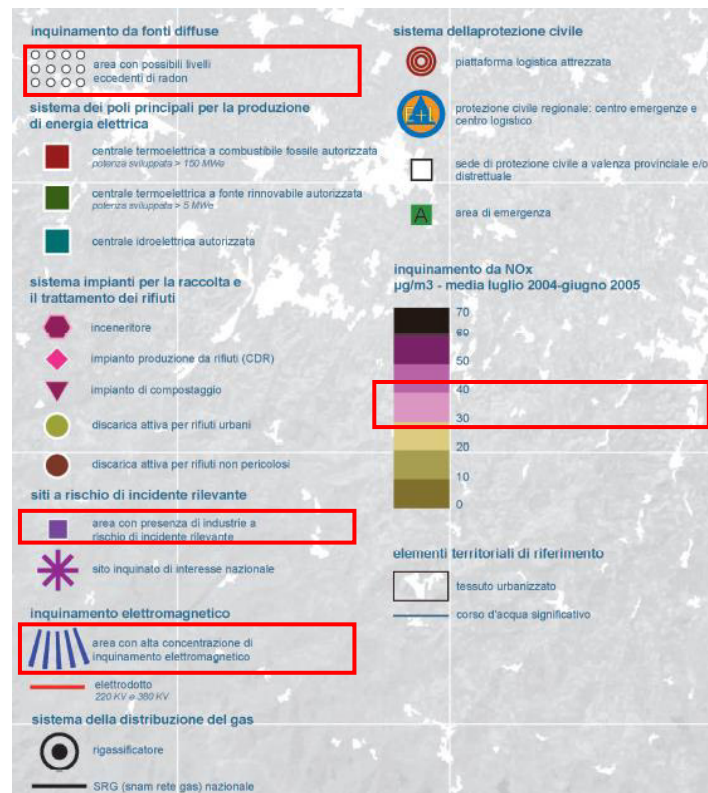 inquinamento da fonti diffuse
area con possibili livelli
eccedenti di radon
sistema dei poli principali per la produzione
di energia elettrica
centrale termoelettrica a combustibile fossile autorizzata
potenza sviluppata > 150 MWe
centrale termoelettrica a fonte rinnovabile autorizzata
potenza sviluppata > 5 MWe
centrale idroelettrica autorizzata
sistema impianti per la raccolta e
il trattamento dei rifiuti
inceneritore
impianto produzione da rifiuti (CDR)
impianto di compostaggio
discarica attiva per rifiuti urbani
discarica attiva per rifiuti non pericolosi
siti a rischio di incidente rilevante
area con presenza di industrie a
rischio di incidente rilevante
sito inquinato di interesse nazionale
inquinamento elettromagnetico
area con alta concentrazione di
inquinamento elettromagnetico
elettrodotto
220 KV e 380 KV
sistema della distribuzione del gas
rigassificatore
SRG (snam rete gas) nazionale
sistema dellaprotezione civile
piattaforma logistica attrezzata
E+L
protezione civile regionale: centro emergenze e
centro logistico
sede di protezione civile a valenza provinciale e/o
distrettuale
A
area di emergenza
inquinamento da NOx
µg/m3 - media luglio 2004-giugno 2005
70
60
50
40
30
20
10
0
elementi territoriali di riferimento
tessuto urbanizzato
corso d'acqua significativo